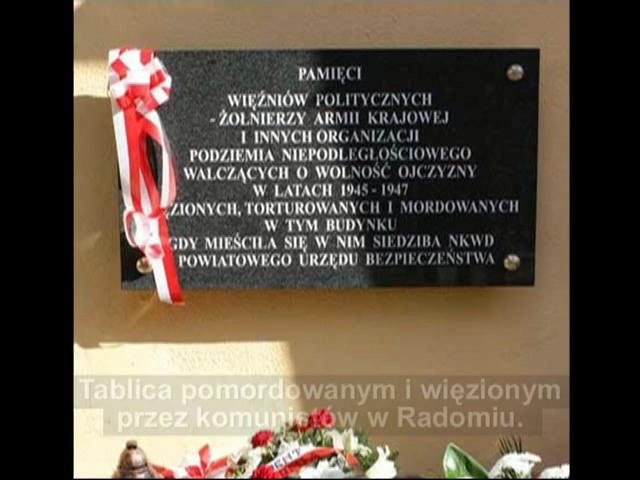 PAMIĘCI
WIĘŹNIÓW POLITYCZNYCH
- ŻOŁNIERZY ARMII KRAJOWEJ
I INNYCH ORGANIZACJI
PODZIEMIA NIEPODLEGŁOŚCIOWEGO
WALCZĄCYCH O WOLNOŚĆ OJCZYZNY
W LATACH 1945 - 1947
ĘZIONYCH, TORTUROWANYCH I MORDOWANYCH
W TYM BUDYNKU
GDY MIEŚCIŁA SIĘ W NIM SIEDZIBA NKWD
POWIATOWEGO URZĘDU BEZPIECZEŃSTWA
Tablica pomordowanym i więzionym
przez komunistów w Radomiu.